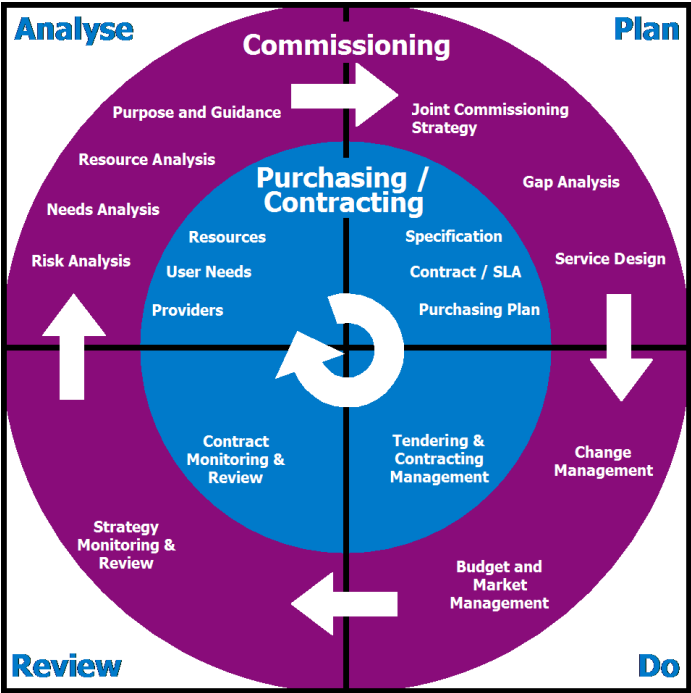 Analyse
Plan
Commissioning
Purpose and Guidance
Joint Commissioning
Strategy
Resource Analysis
Gap Analysis
Needs Analysis
Risk Analysis
Service Design
Purchasing /
Contracting
Resources
Specification
User Needs
Contract / SLA
Providers
Purchasing Plan
Contract
Monitoring &
Review
Tendering &
Contracting
Management
Change
Management
Strategy
Monitoring &
Review
Budget and
Market
Management
Review
Do